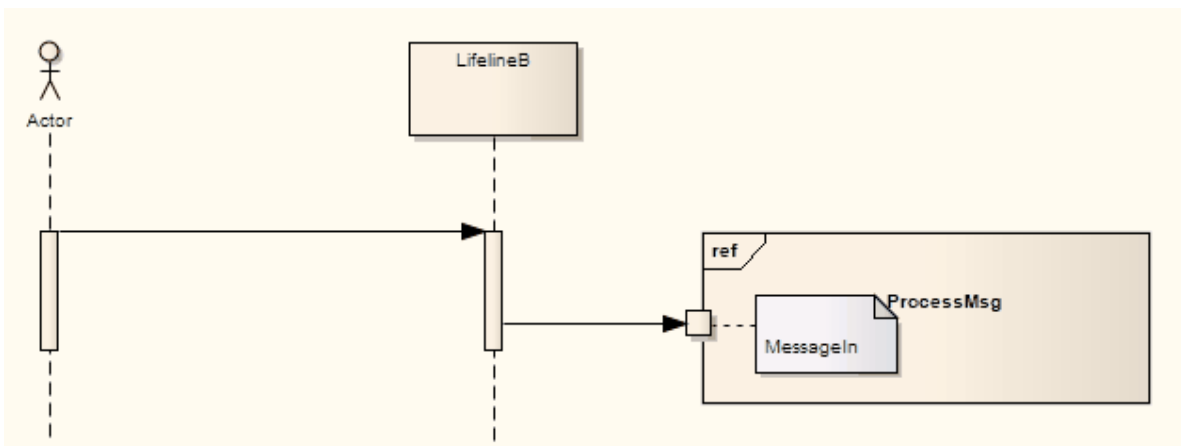 LifelineB
Actor
ref
ProcessMsg
MessageIn